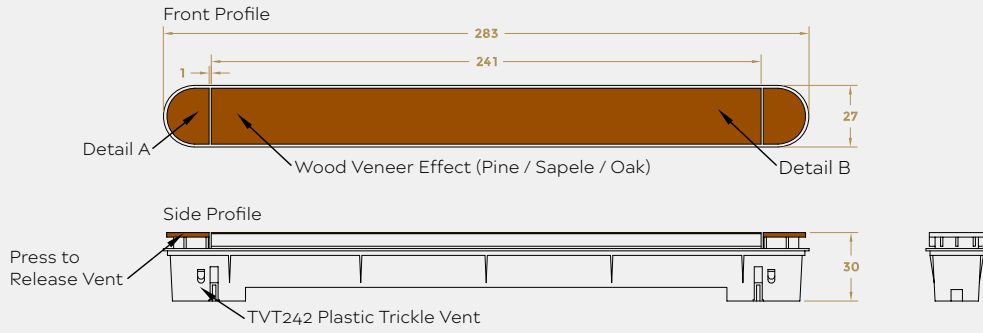 Front Profile
283
241
1
27
Detail A
Wood Veneer Effect (Pine / Sapele / Oak)
Detail B
Side Profile
Press to
Release Vent
30
TVT242 Plastic Trickle Vent